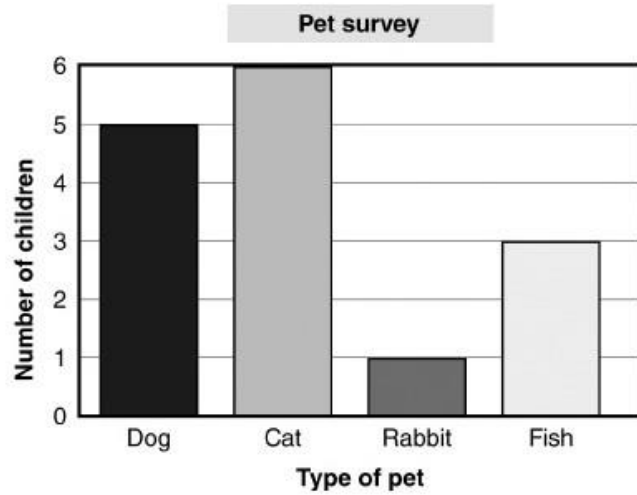 Pet survey
Number of children
6
5
4
3
2
1
0
Dog Cat Rabbit Fish
Type of pet